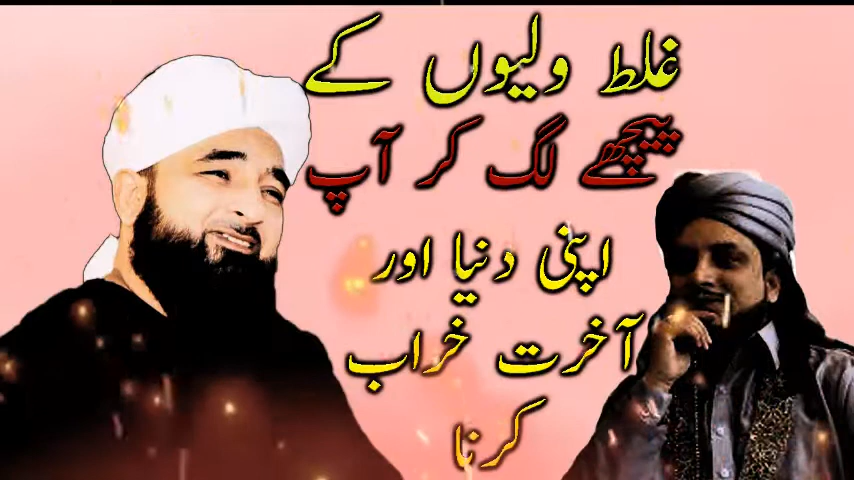 غلط ولیوں کے
پیچھے لگ کر آپ
اپنی دنیا اور
آخرت خراب
کرنا